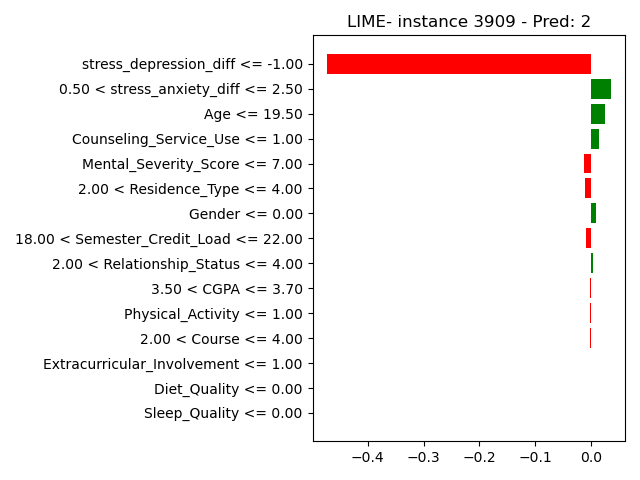 LIME- instance 3909 - Pred: 2
stress_depression_diff <= -1.00
0.50 < stress_anxiety_diff <= 2.50
Age <= 19.50
Counseling_Service_Use <= 1.00
Mental_Severity_Score <= 7.00
2.00 < Residence_Type <= 4.00
Gender <= 0.00
18.00 < Semester_Credit_Load <= 22.00
2.00 < Relationship_Status <= 4.00
3.50 < CGPA <= 3.70
Physical_Activity <= 1.00
2.00 < Course <= 4.00
Extracurricular_Involvement <= 1.00
Diet_Quality <= 0.00
Sleep_Quality <= 0.00
−0.4 −0.3 −0.2 −0.1 0.0